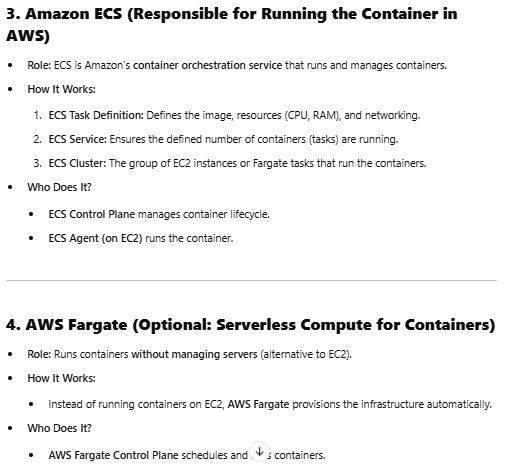 3. Amazon ECS (Responsible for Running the Container in
AWS)
• Role: ECS is Amazon's container orchestration service that runs and manages containers.
• How It Works:
1. ECS Task Definition: Defines the image, resources (CPU, RAM), and networking.
2. ECS Service: Ensures the defined number of containers (tasks) are running.
3. ECS Cluster: The group of EC2 instances or Fargate tasks that run the containers.
• Who Does It?
• ECS Control Plane manages container lifecycle.
• ECS Agent (on EC2) runs the container.
4. AWS Fargate (Optional: Serverless Compute for Containers)
• Role: Runs containers without managing servers (alternative to EC2).
• How It Works:
• Instead of running containers on EC2, AWS Fargate provisions the infrastructure automatically.
• Who Does It?
• AWS Fargate Control Plane schedules and containers.